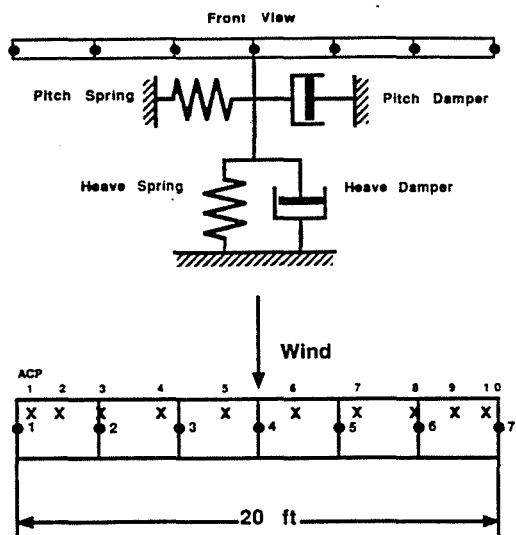 Front View
Pitch Spring
Pitch Damper
Heave Spring
Heave Damper
Wind
ACP
1 2 3 4 5 6 7 8 9 10
x x x x x x x x x x
1 2 3 4 5 6 7
20 ft